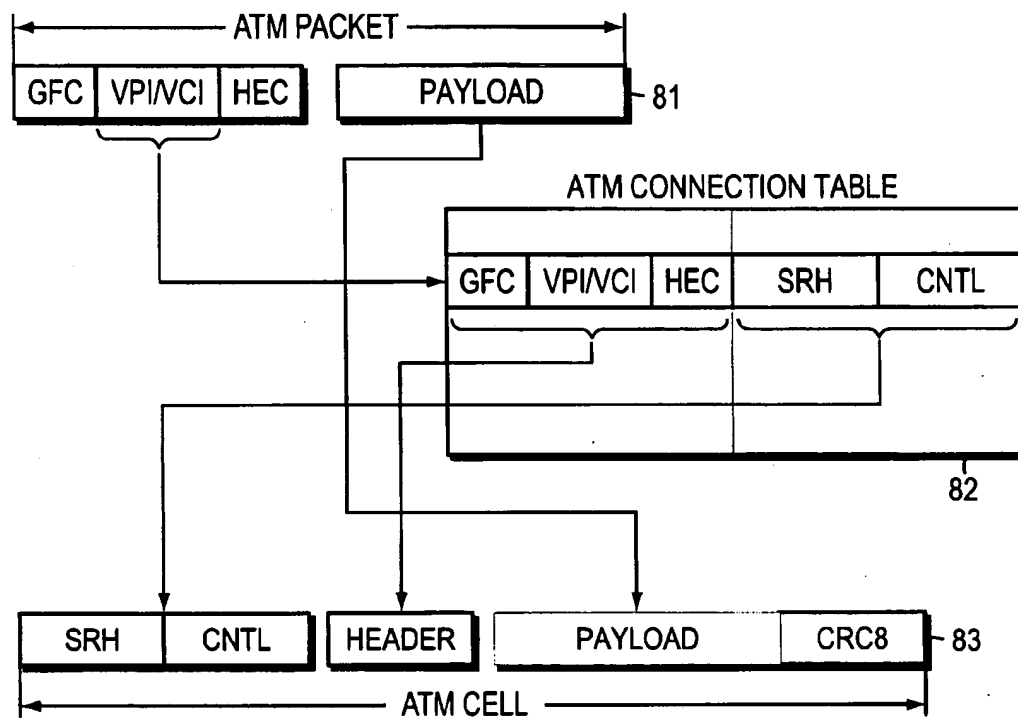 ATM PACKET
GFC VPI/VCI HEC PAYLOAD 81
ATM CONNECTION TABLE
GFC VPI/VCI HEC SRH CNTL
82
SRH CNTL HEADER PAYLOAD CRC8 83
ATM CELL